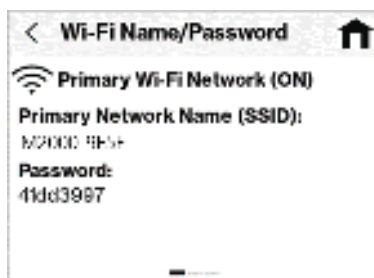 Wi-Fi Name/Password
Primary Wi-Fi Network (ON)
Primary Network Name (SSID):
Password:
41dd3997